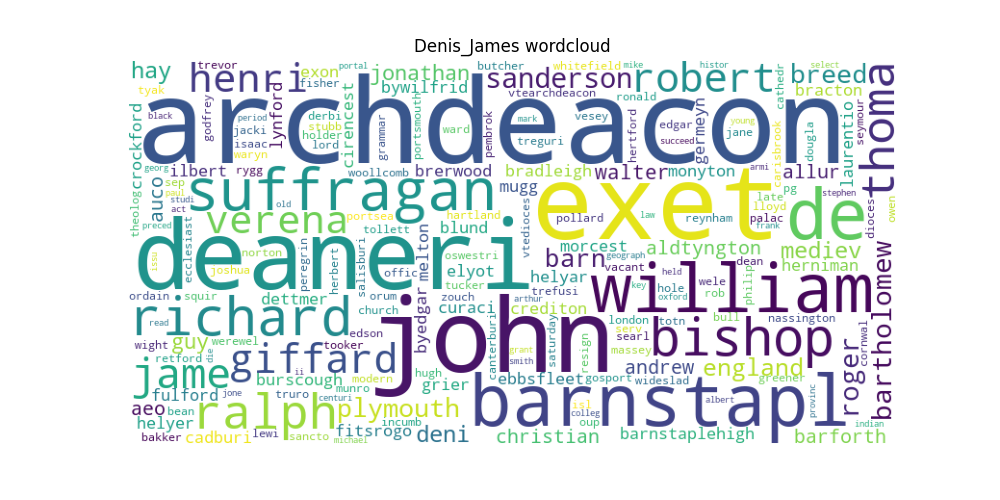 Denis_James wordcloud
hay trevor henri exon portal jonathan butcher sanderson whitefield mike robert histor breed select
tyak fisher bywilfrid vtearchdeacon ronald cathedr bracton
archdeacon
black godfrey period jacki isaac waryn lynford derbi stubb holder lord grammar cirencest portsmouth ward pembrok mark treguri vesey hertford edgar succeed germeyn jane young dougla laurentio seymour thoma
crockford georg ilbert rygg woollcomb brerwood bradleigh walter monyton carisbrook armi allur
theolog paul studi act auco sep suffragan old mugg exet late pg lloyd de stephen owen
preced ecclesiast verena portsea tollett blund hartland vtedioces pollard law reynham palac frank dioces
deaneri norton joshua issu peregrin herbert salisburi offic melton oswestri elyot tucker morcest geograph aldtyngton mediev
barn helyar vacant held dean herniman
ordain squir dettmer orum church zouch curaci arthur trefusi crediton key hole oxford wele rob philip william bartholomew
richard john byedgar canterburi saturday london serv totn bull nassington cornwal
wight read guy werewel tooker edson smith grant resign searl massey bishop roger
retford die giffard hugh andrew england
jame burscough modern munro grier ebbsfleet gosport wideslad greener provinc
fulford jone ii truro centuri barnstapl albert indian
aeo bean ralph plymouth isl colleg
helyer incumb fitsrogo deni oup barnstaplehigh barforth
bakker cadburi lewi sancto michael christian